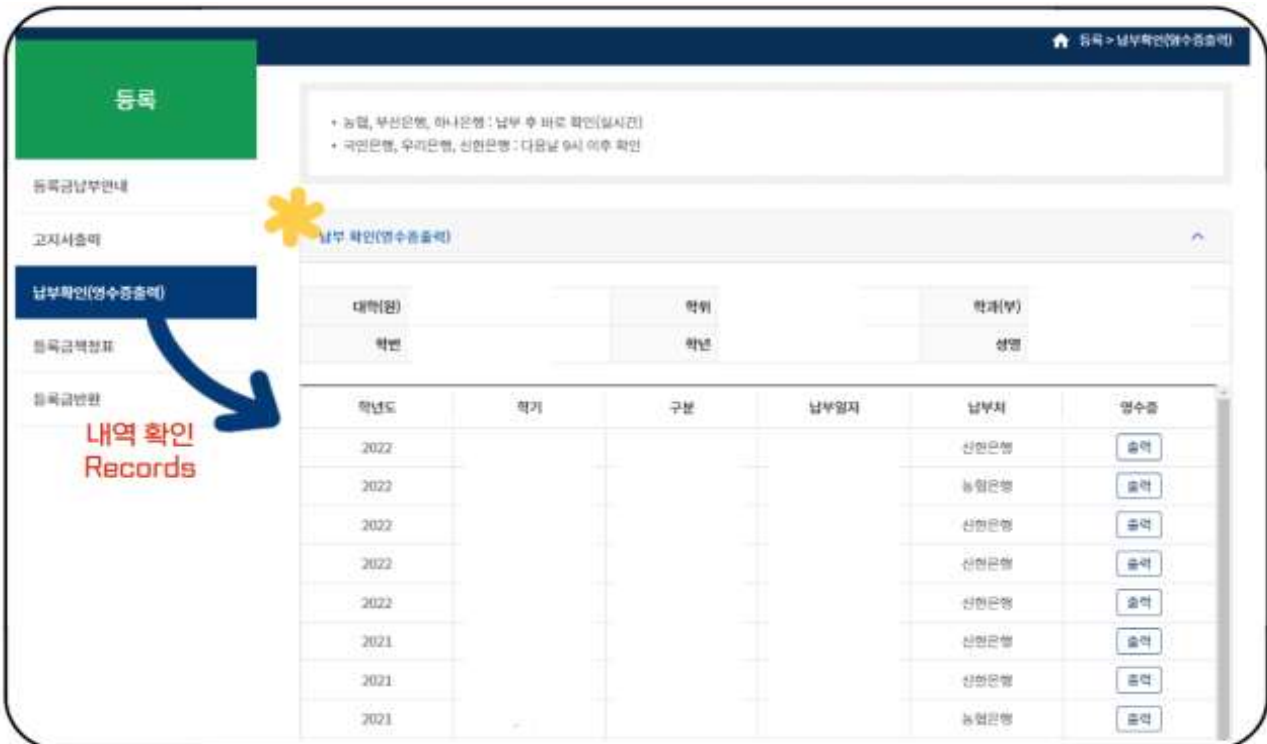 등록 > 납부확인(영수증출력)
등록
• 농협, 부산은행, 하나은행 : 납부 후 바로 확인(실시간)
• 국민은행, 우리은행, 신한은행 : 다음날 9시 이후 확인
등록금납부안내
고지서출력
납부확인(영수증출력)
등록금책정표
등록금반환
내역 확인
Records
납부 확인(영수증출력)
대학(원) 학위 학과(부)
학번 학년 성명
학년도 학기 구분 납부일자 납부처 영수증
2022 신한은행 출력
2022 농협은행 출력
2022 신한은행 출력
2022 신한은행 출력
2022 신한은행 출력
2021 신한은행 출력
2021 신한은행 출력
2021 농협은행 출력